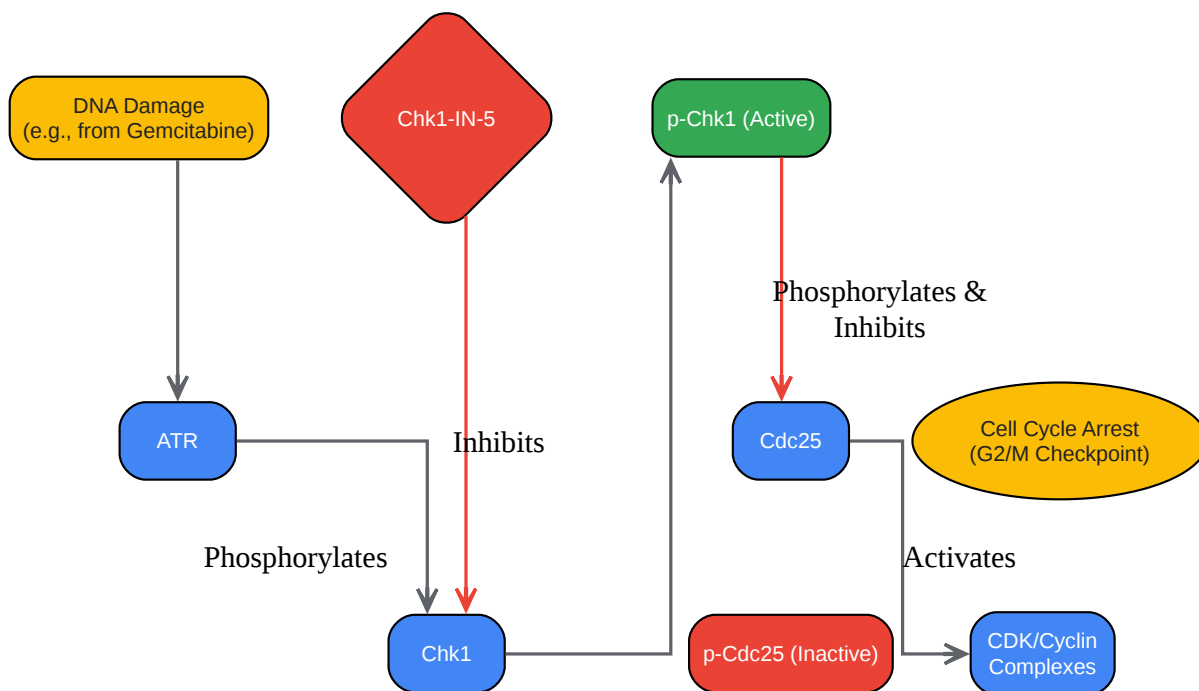 DNA Damage
(e.g., from Gemcitabine)
Chk1-IN-5
p-Chk1 (Active)
Phosphorylates &
Inhibits
ATR
Inhibits
Cdc25
Cell Cycle Arrest
(G2/M Checkpoint)
Phosphorylates
Activates
Chk1
p-Cdc25 (Inactive)
CDK/Cyclin
Complexes